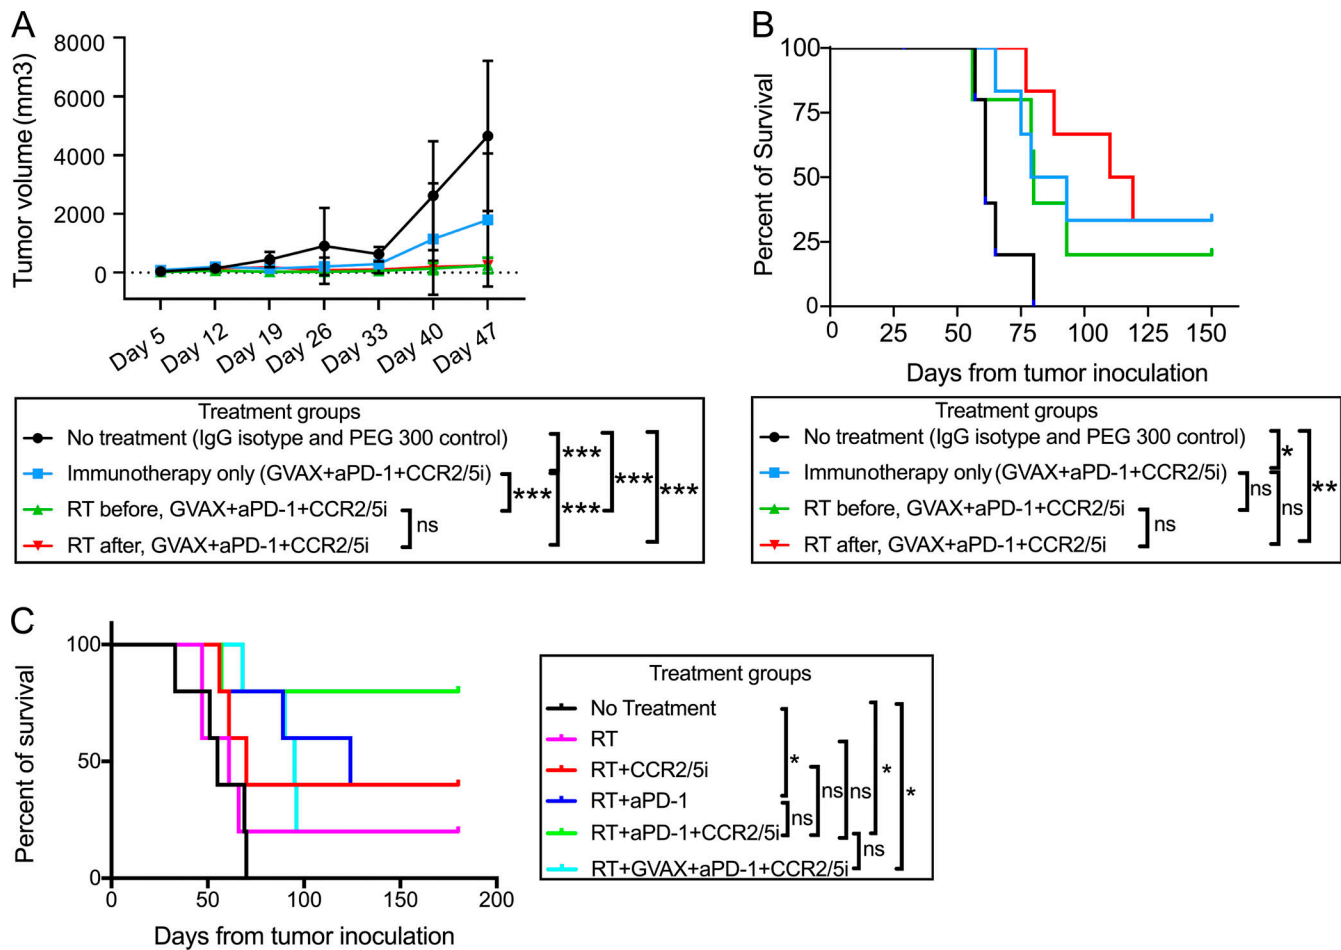 A
Tumor volume (mm3)
8000
6000
4000
2000
0
Day 5
Day 12
Day 19
Day 26
Day 33
Day 40
Day 47
Treatment groups
No treatment (IgG isotype and PEG 300 control)
Immunotherapy only (GVAX+aPD-1+CCR2/5i)
RT before, GVAX+aPD-1+CCR2/5i
RT after, GVAX+aPD-1+CCR2/5i
***
***
***
***
***
ns
B
Percent of Survival
100
75
50
25
0
0 25 50 75 100 125 150
Days from tumor inoculation
Treatment groups
No treatment (IgG isotype and PEG 300 control)
Immunotherapy only (GVAX+aPD-1+CCR2/5i)
RT before, GVAX+aPD-1+CCR2/5i
RT after, GVAX+aPD-1+CCR2/5i
*
ns
ns
**
ns
C
Percent of survival
100
50
0
0 50 100 150 200
Days from tumor inoculation
Treatment groups
No Treatment
RT
RT+CCR2/5i
RT+aPD-1
RT+aPD-1+CCR2/5i
RT+GVAX+aPD-1+CCR2/5i
*
ns
ns
ns
*
ns
*